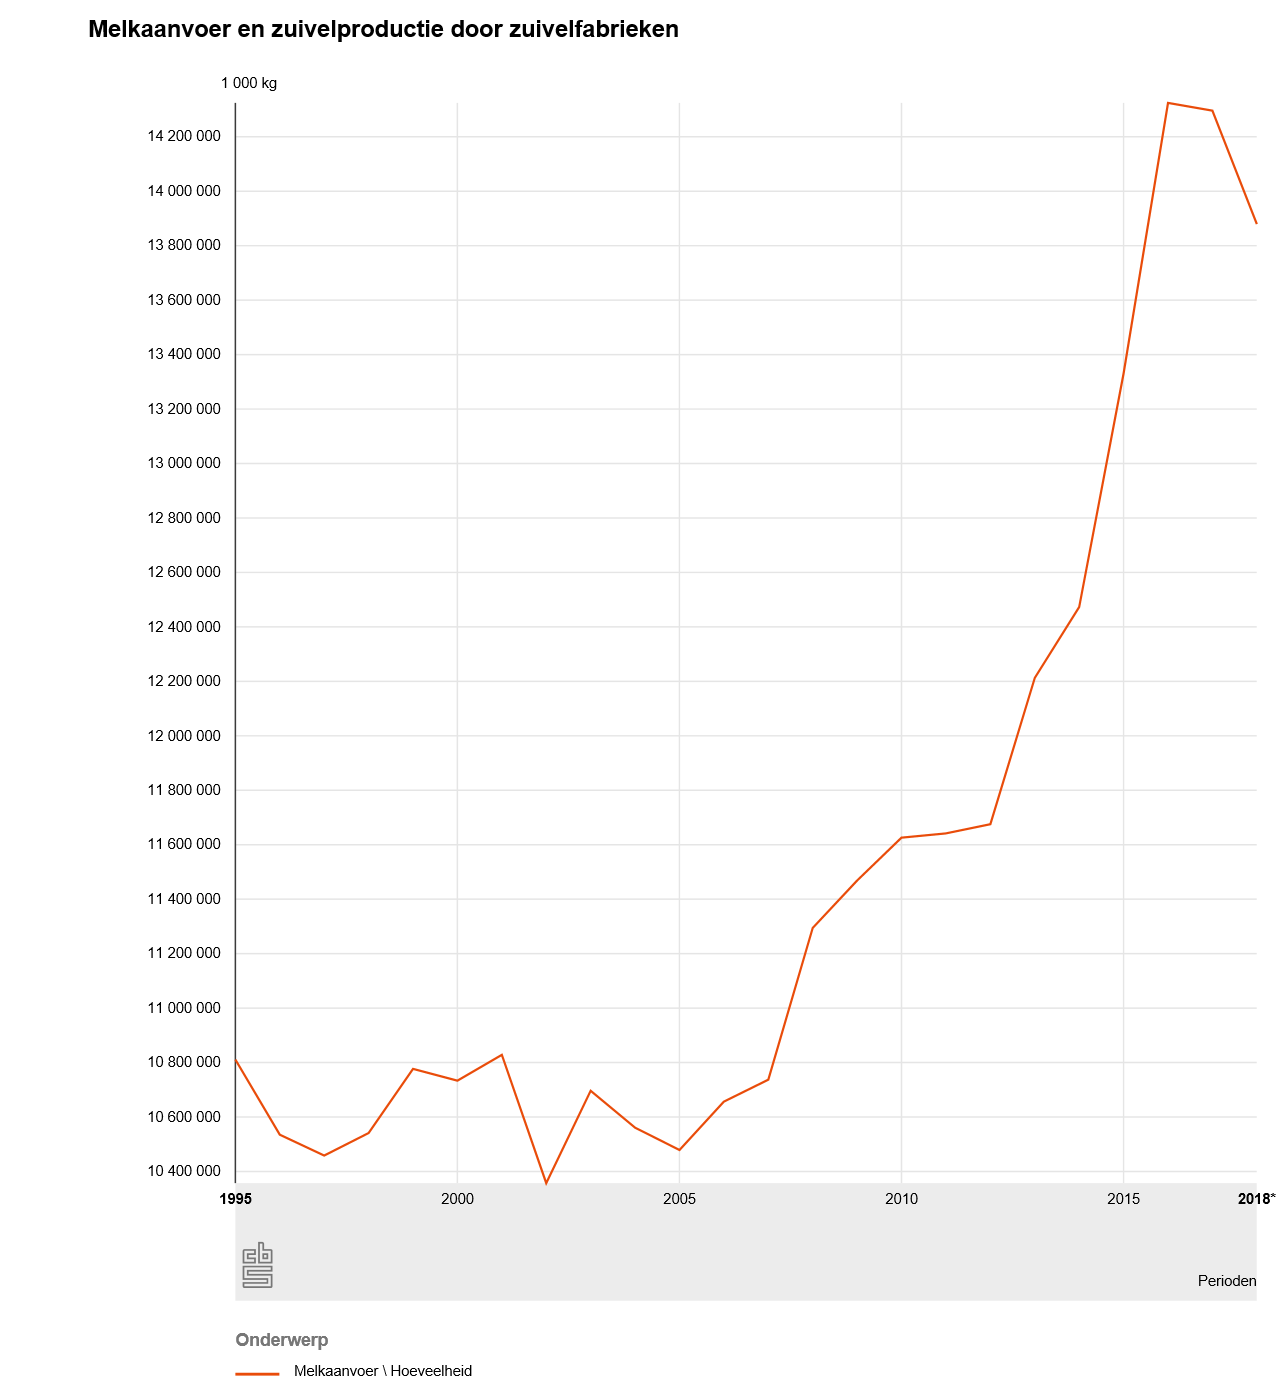 Melkaanvoer en zuivelproductie door zuivelfabrieken
1 000 kg
14 200 000
14 000 000
13 800 000
13 600 000
13 400 000
13 200 000
13 000 000
12 800 000
12 600 000
12 400 000
12 200 000
12 000 000
11 800 000
11 600 000
11 400 000
11 200 000
11 000 000
10 800 000
10 600 000
10 400 000
1995 2000 2005 2010 2015 2018*
cbs
Perioden
Onderwerp
Melkaanvoer \ Hoeveelheid